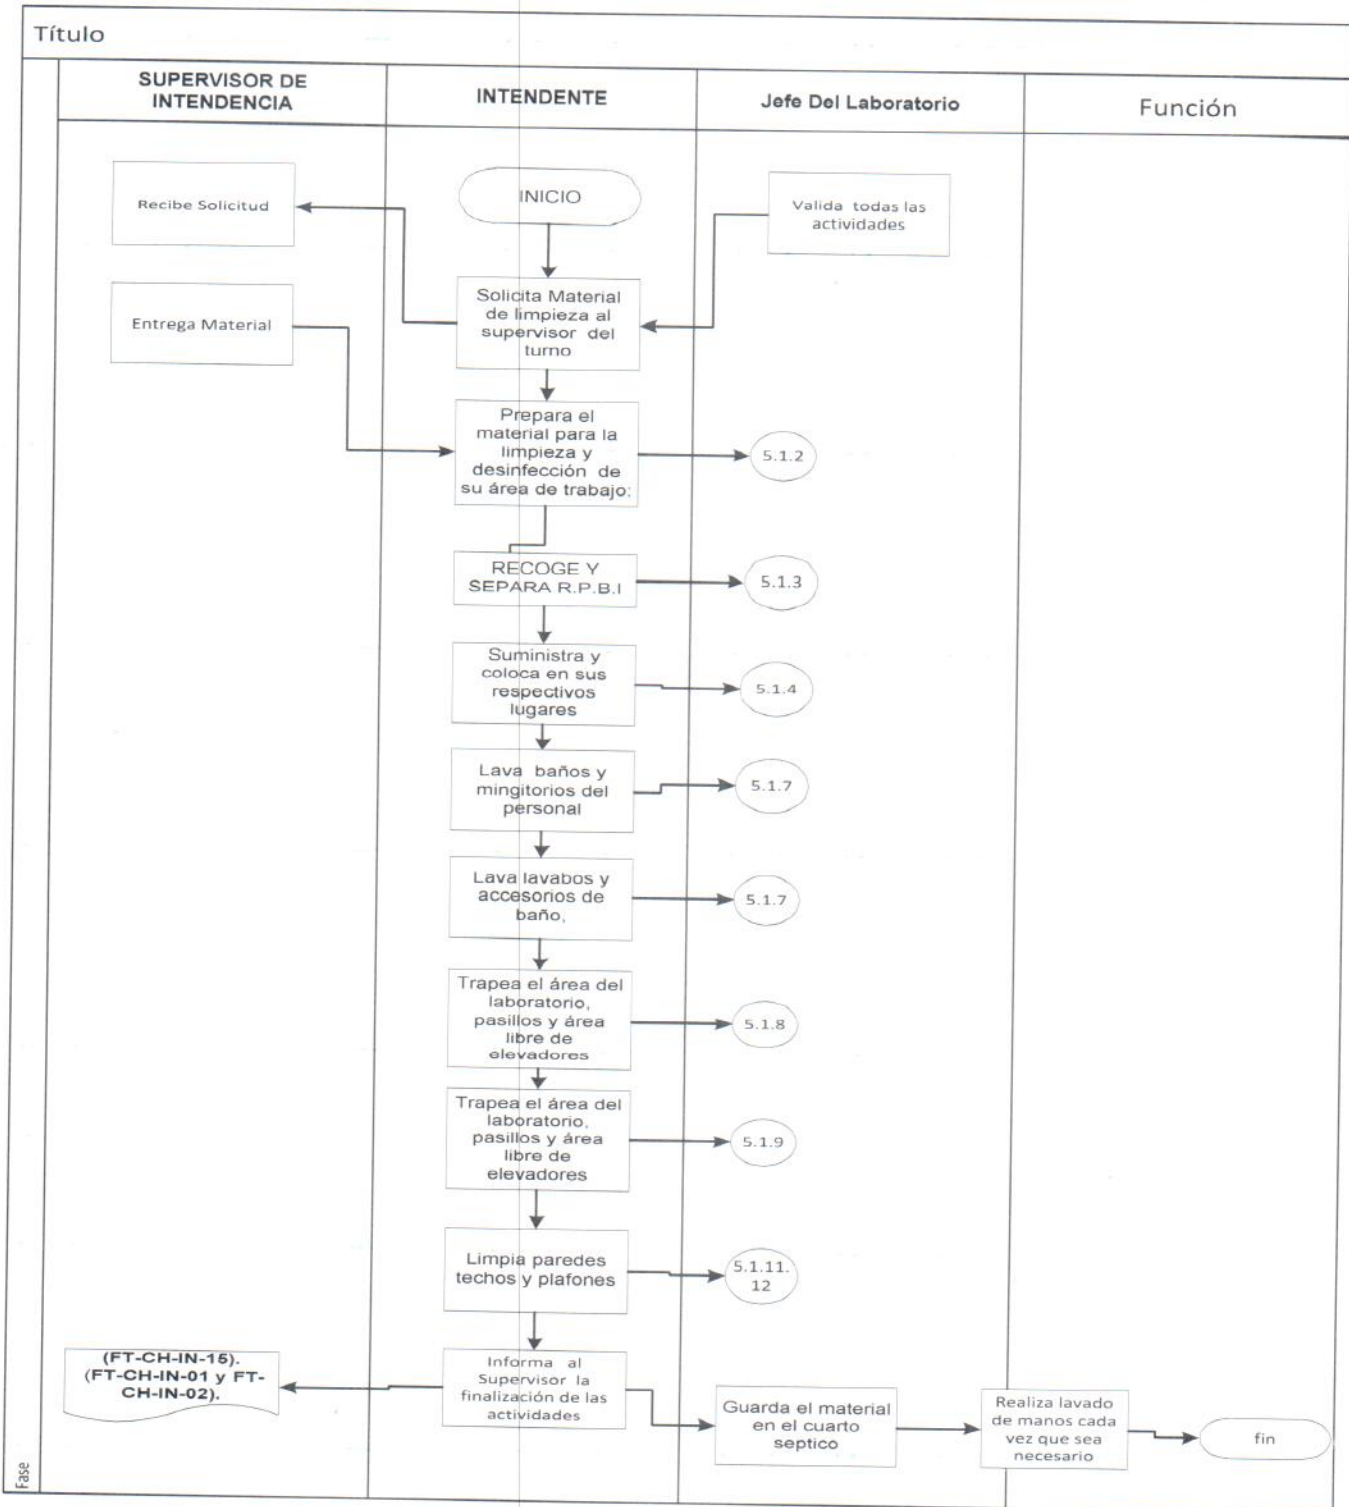 Título
SUPERVISOR DE
INTENDENCIA
INTENDENTE
Jefe Del Laboratorio
Función
Recibe Solicitud
INICIO
Valida todas las
actividades
Entrega Material
Solicita Material
de limpieza al
supervisor del
turno
Prepara el
material para la
limpieza y
desinfección de
su área de trabajo:
5.1.2
RECOGE Y
SEPARA R.P.B.I
5.1.3
Suministra y
coloca en sus
respectivos
lugares
5.1.4
Lava baños y
mingitorios del
personal
5.1.7
Lava lavabos y
accesorios de
baño,
5.1.7
Trapea el área del
laboratorio,
pasillos y área
libre de
elevadores
5.1.8
Trapea el área del
laboratorio,
pasillos y área
libre de
elevadores
5.1.9
Limpia paredes
techos y plafones
5.1.11.
12
(FT-CH-IN-15).
(FT-CH-IN-01 y FT-
CH-IN-02).
Informa al
Supervisor la
finalización de las
actividades
Guarda el material
en el cuarto
septico
Realiza lavado
de manos cada
vez que sea
necesario
fin
Fase